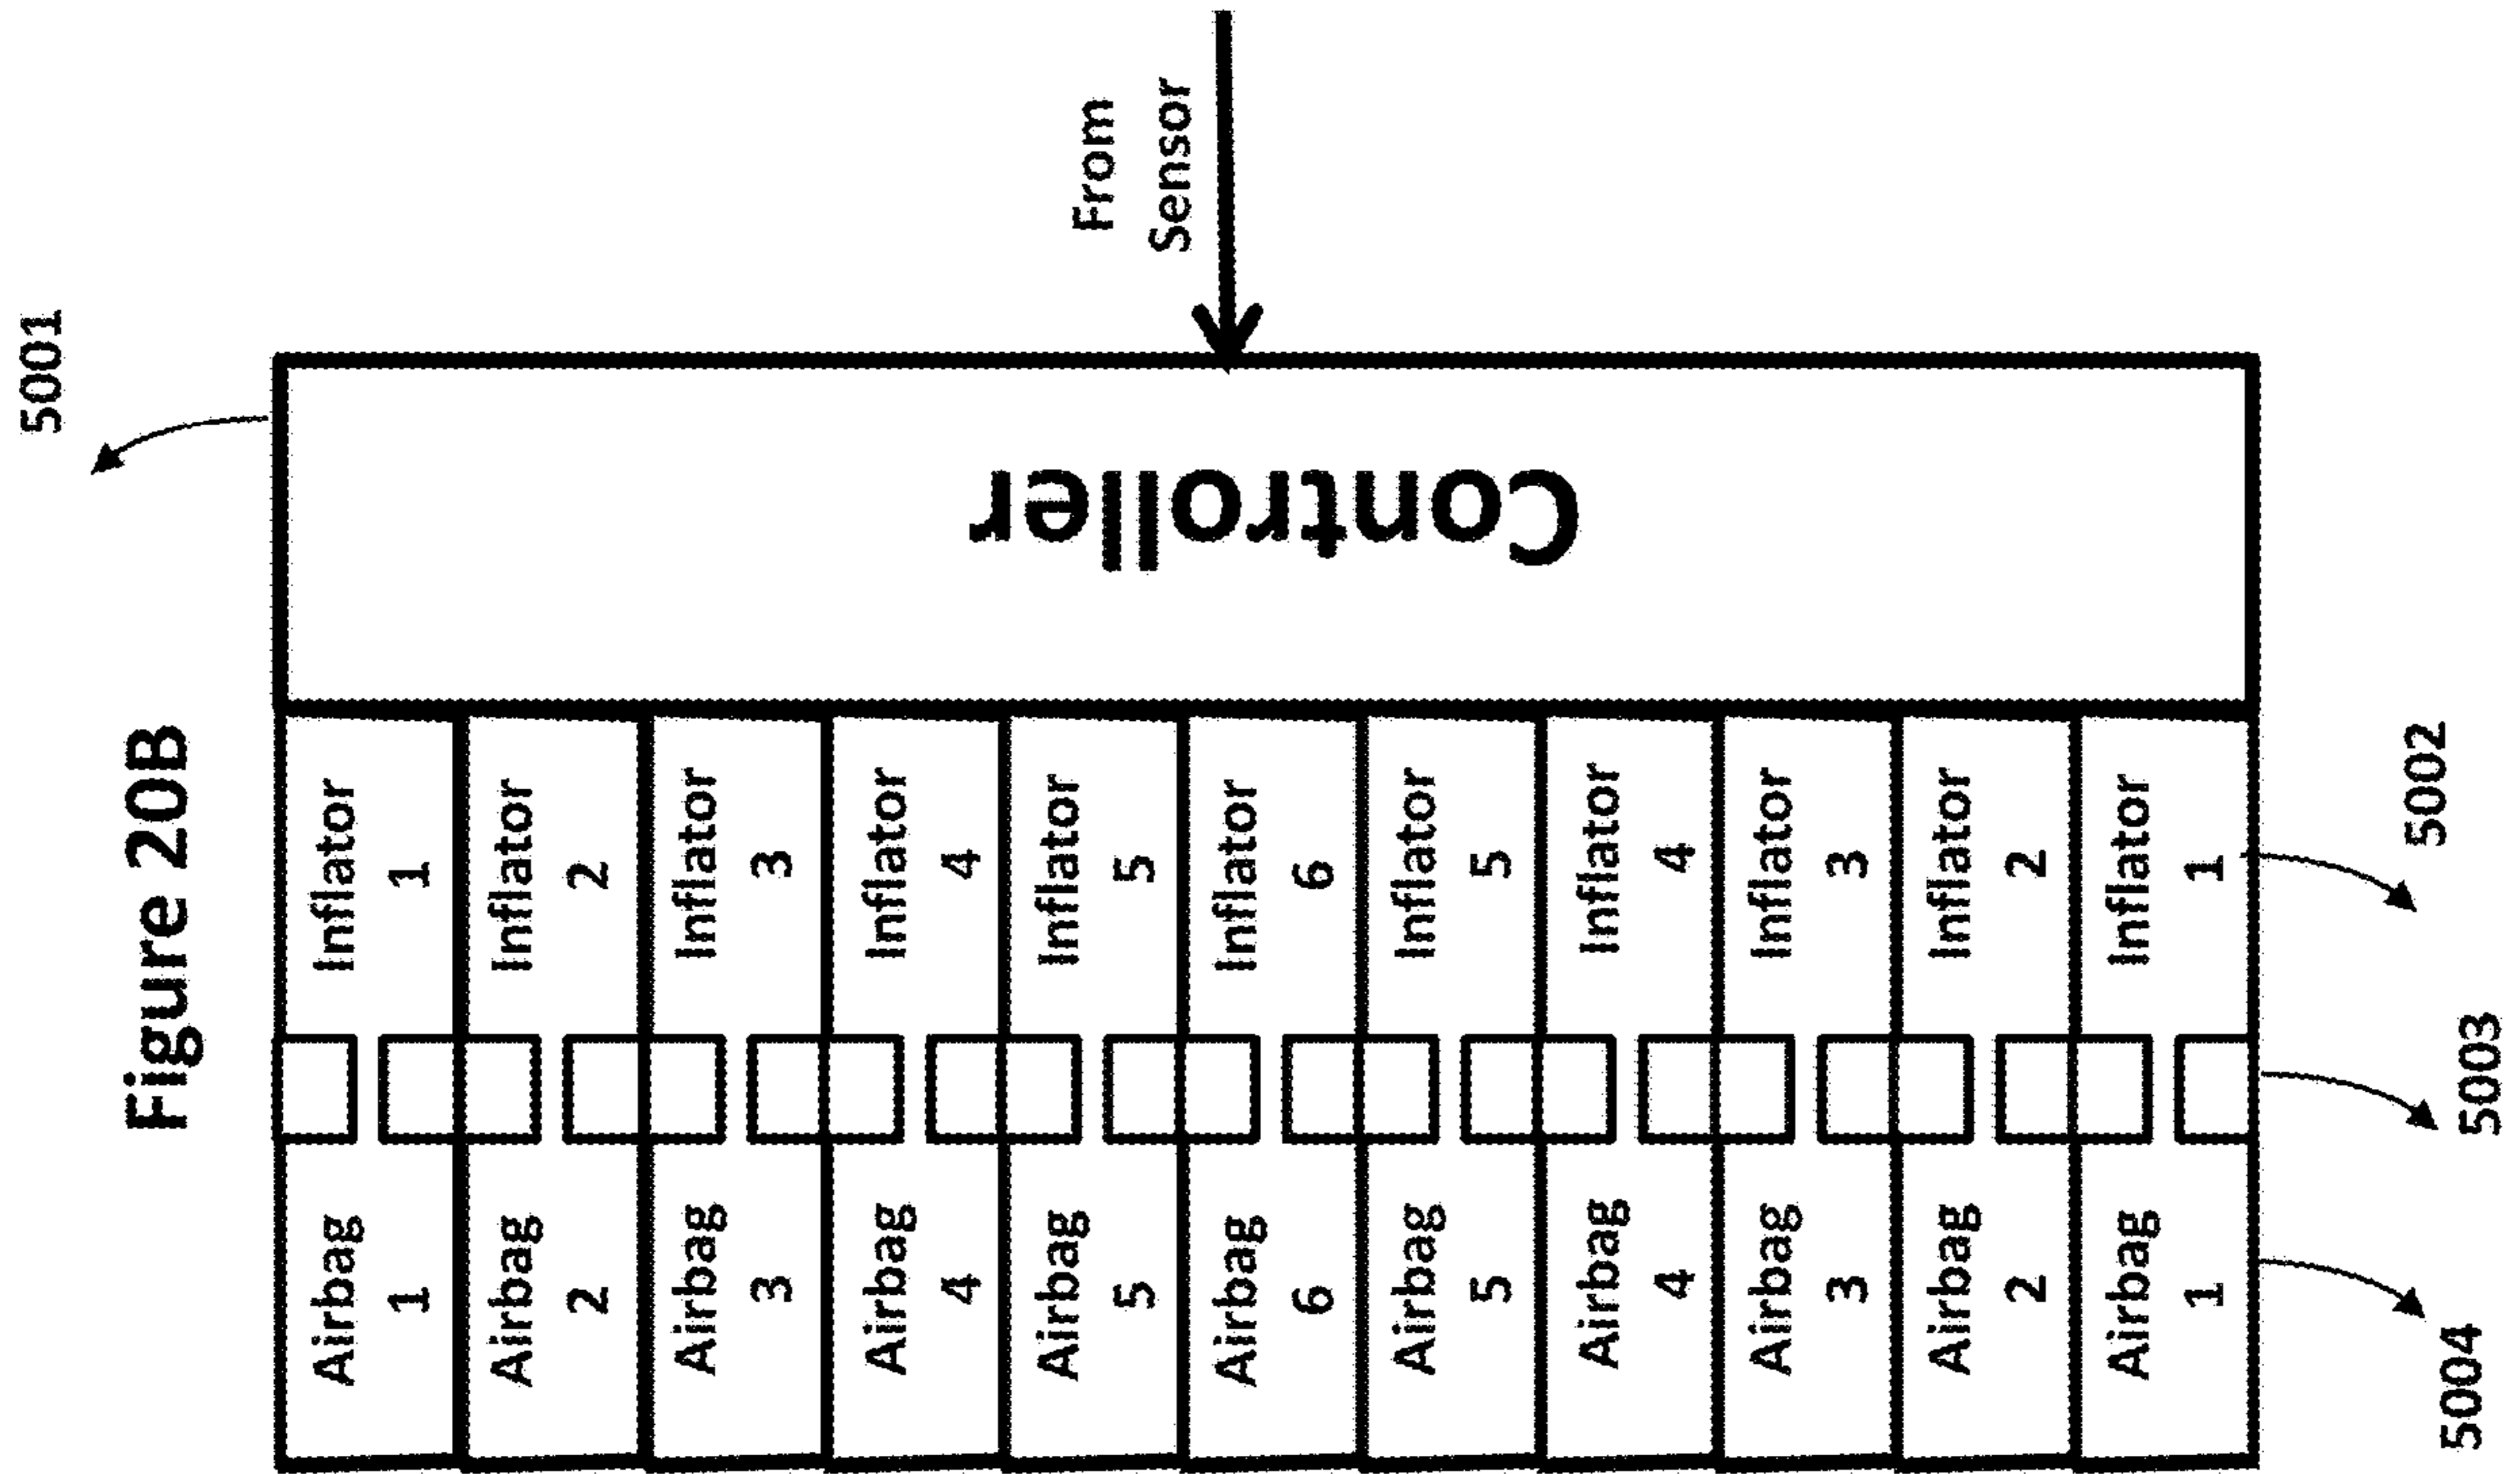 Figure 20B
5001
From
Sensor
Controller
Inflator
1
Inflator
2
Inflator
3
Inflator
4
Inflator
5
Inflator
6
Inflator
5
Inflator
4
Inflator
3
Inflator
2
Inflator
1
5002
5003
Airbag
1
Airbag
2
Airbag
3
Airbag
4
Airbag
5
Airbag
6
Airbag
5
Airbag
4
Airbag
3
Airbag
2
Airbag
1
5004